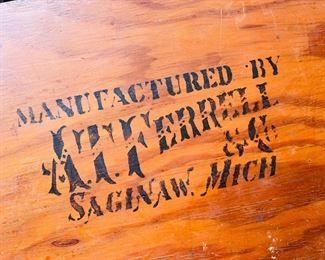 MANUFACTURED BY
A.T. FERRELL
& Co
SAGINAW. MICH